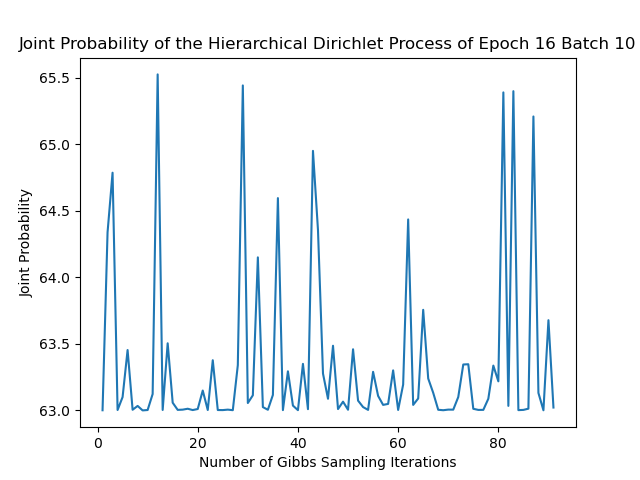 Joint Probability of the Hierarchical Dirichlet Process of Epoch 16 Batch 10
65.5
65.0
64.5
64.0
63.5
63.0
Joint Probability
0 20 40 60 80
Number of Gibbs Sampling Iterations